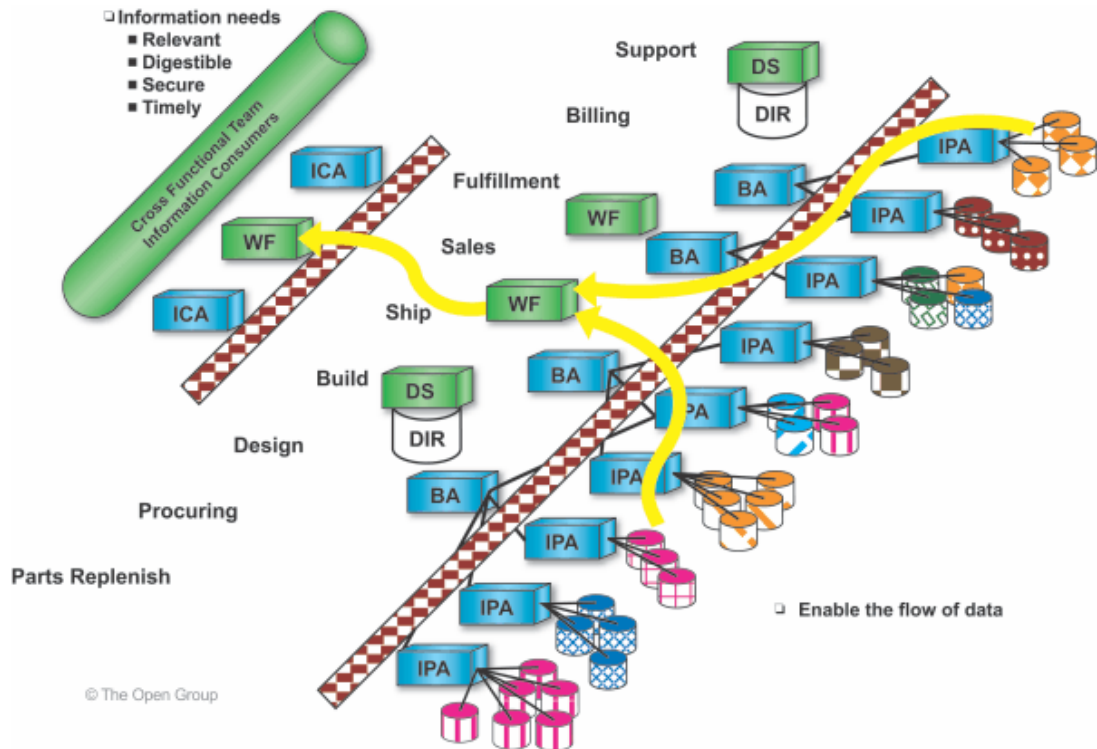 ❑ Information needs
■ Relevant
■ Digestible
■ Secure
■ Timely
Cross Functional Team
Information Consumers
Support
DS
DIR
Billing
IPA
ICA
Fulfillment
BA
IPA
WF
WF
Sales
BA
IPA
ICA
Ship
WF
IPA
Build
BA
DS
IPA
DIR
Design
IPA
BA
Procuring
IPA
Parts Replenish
IPA
❑ Enable the flow of data
IPA
© The Open Group